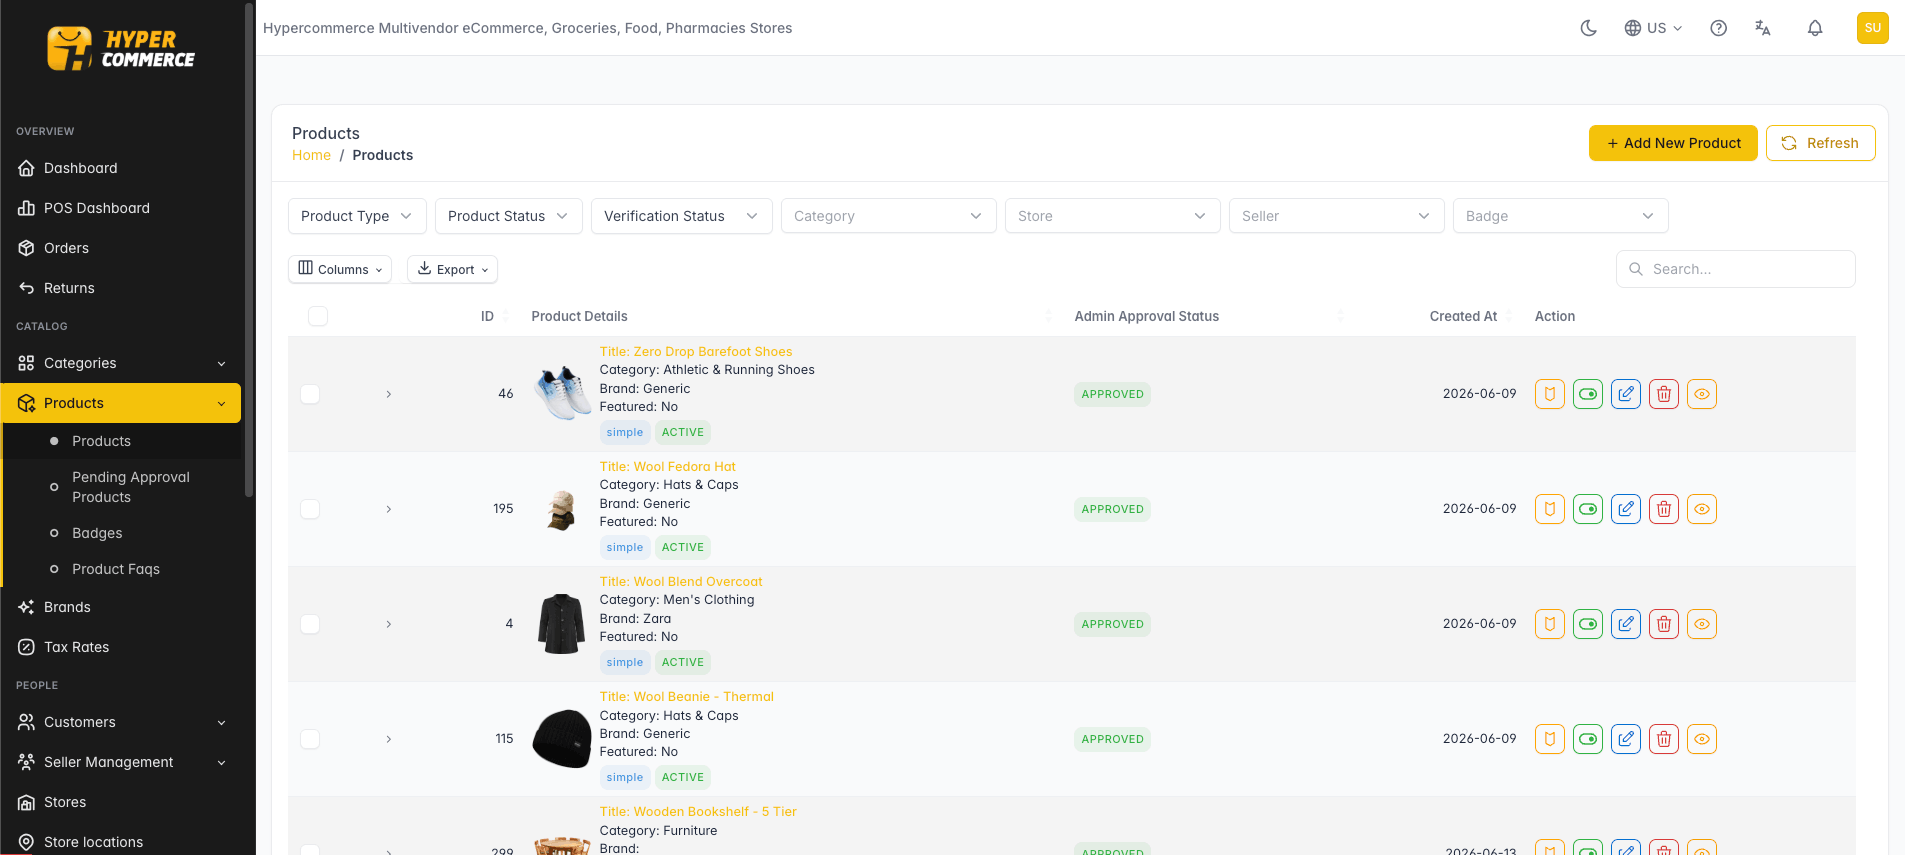 HYPER
COMMERCE
Hypercommerce Multivendor eCommerce, Groceries, Food, Pharmacies Stores
US
SU
OVERVIEW
Dashboard
POS Dashboard
Orders
Returns
CATALOG
Categories
Products
Products
Pending Approval
Products
Badges
Product Faqs
Brands
Tax Rates
PEOPLE
Customers
Seller Management
Stores
Store locations
Products
Home / Products
+ Add New Product
Refresh
Product Type
Product Status
Verification Status
Category
Store
Seller
Badge
Columns
Export
Search...
ID Product Details Admin Approval Status Created At Action
Title: Zero Drop Barefoot Shoes
Category: Athletic & Running Shoes
Brand: Generic
46 APPROVED 2026-06-09
Featured: No
simple ACTIVE
Title: Wool Fedora Hat
Category: Hats & Caps
Brand: Generic
195 APPROVED 2026-06-09
Featured: No
simple ACTIVE
Title: Wool Blend Overcoat
Category: Men's Clothing
Brand: Zara
4 APPROVED 2026-06-09
Featured: No
simple ACTIVE
Title: Wool Beanie - Thermal
Category: Hats & Caps
Brand: Generic
115 APPROVED 2026-06-09
Featured: No
simple ACTIVE
Title: Wooden Bookshelf - 5 Tier
Category: Furniture
Brand:
299 APPROVED 2026-06-13